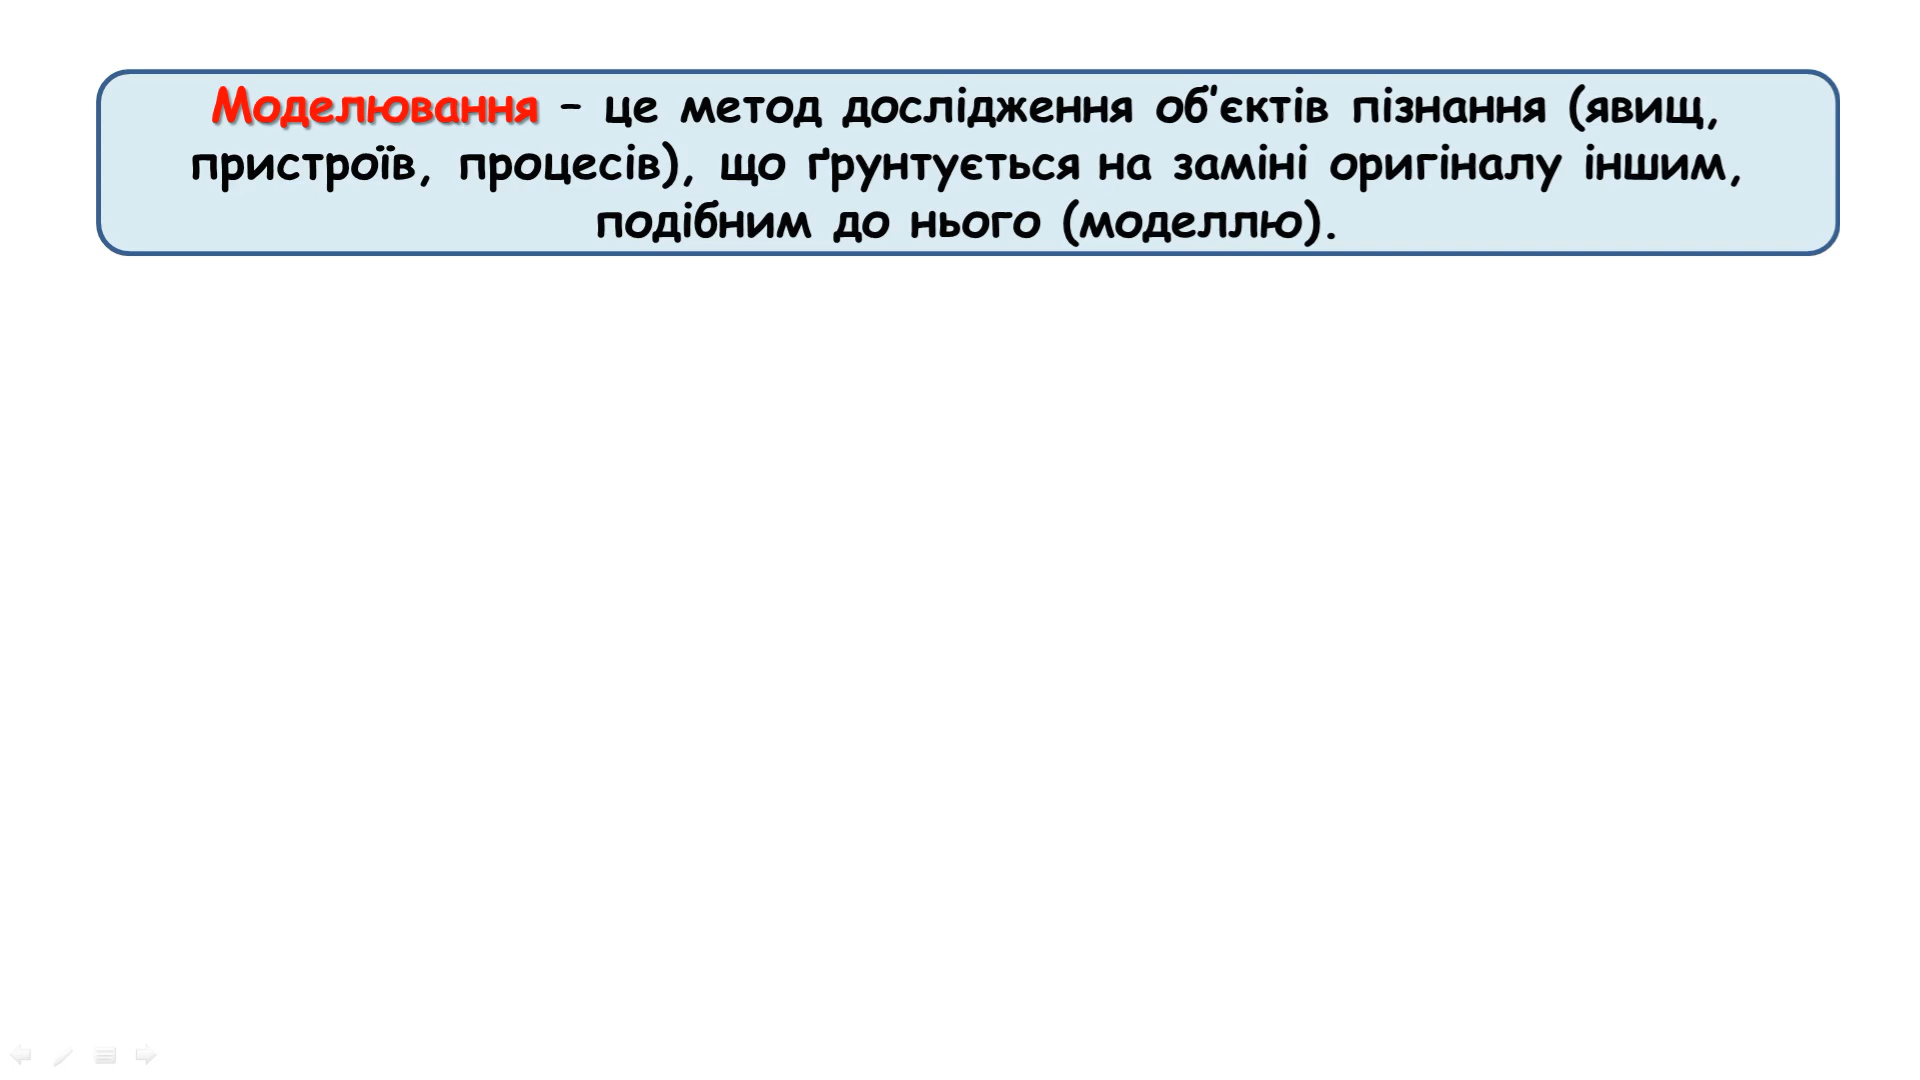 Моделювання – це метод дослідження об’єктів пізнання (явищ,
пристроїв, процесів), що ґрунтується на заміні оригіналу іншим,
подібним до нього (моделлю).